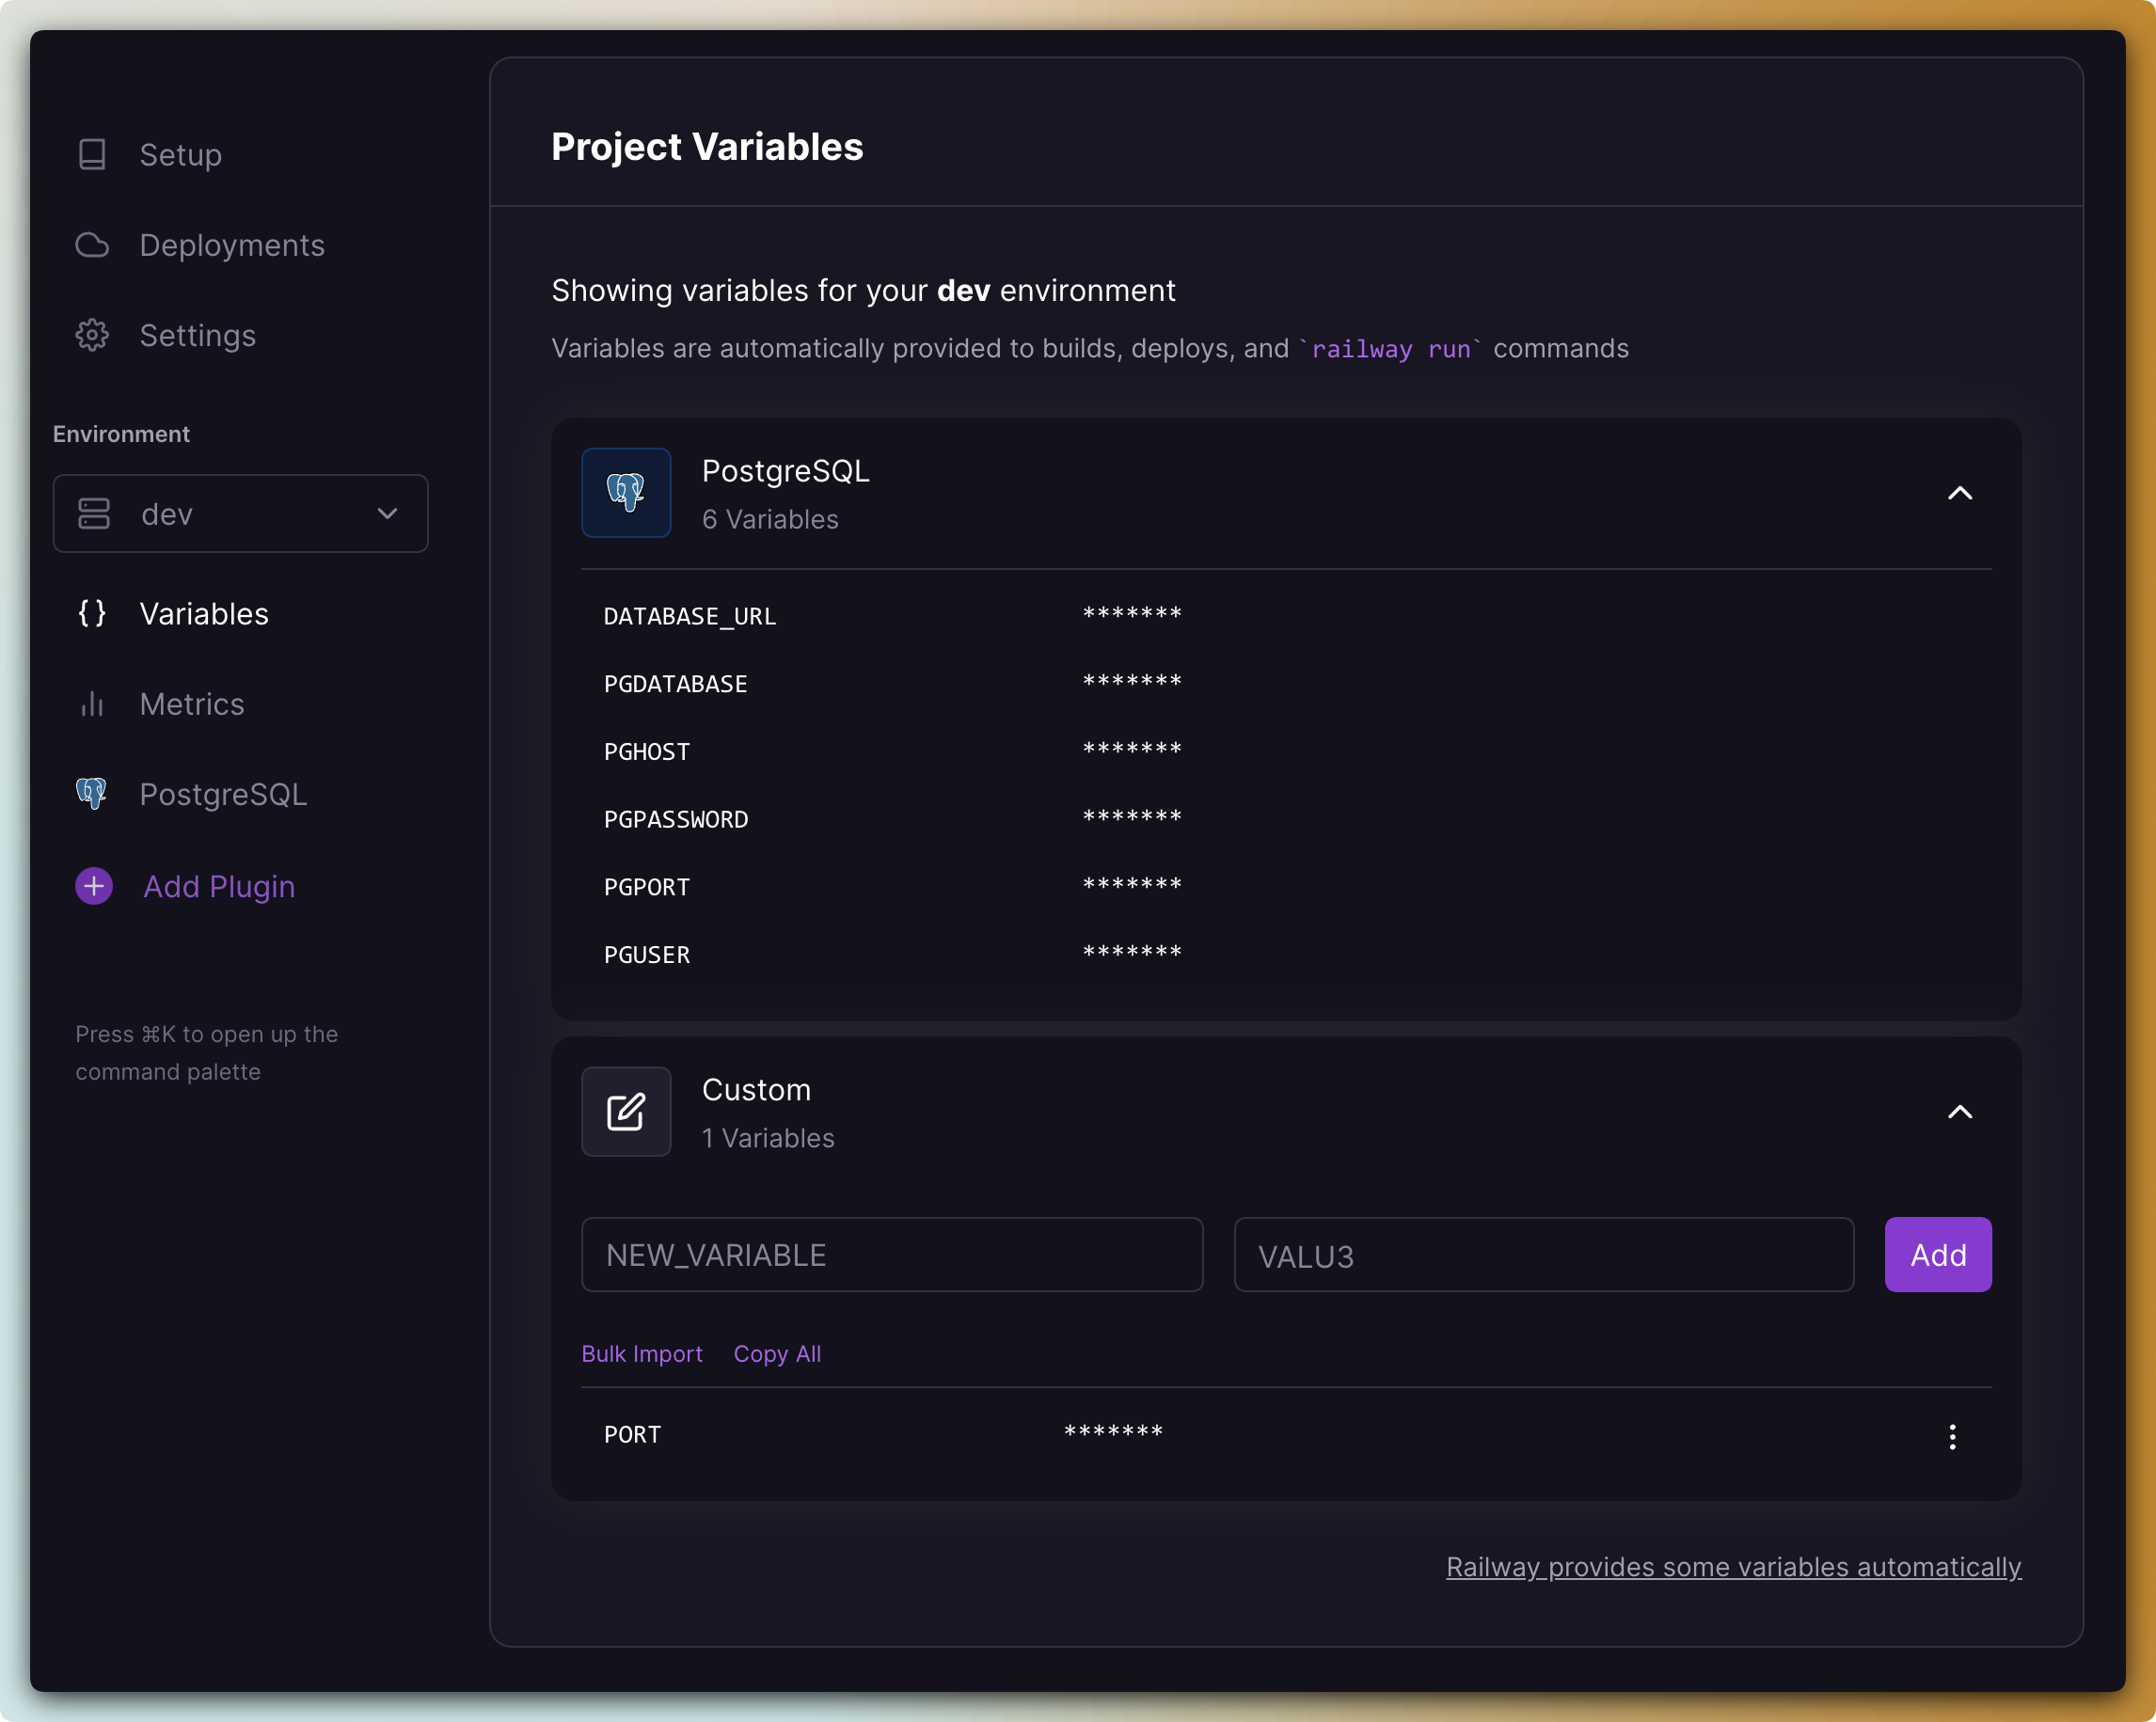 Setup
Deployments
Settings
Environment
dev
Variables
Metrics
PostgreSQL
Add Plugin
Press ⌘K to open up the
command palette
Project Variables
Showing variables for your dev environment
Variables are automatically provided to builds, deploys, and `railway run` commands
PostgreSQL
6 Variables
DATABASE_URL *******
PGDATABASE *******
PGHOST *******
PGPASSWORD *******
PGPORT *******
PGUSER *******
Custom
1 Variables
NEW_VARIABLE VALU3 Add
Bulk Import Copy All
PORT *******
Railway provides some variables automatically